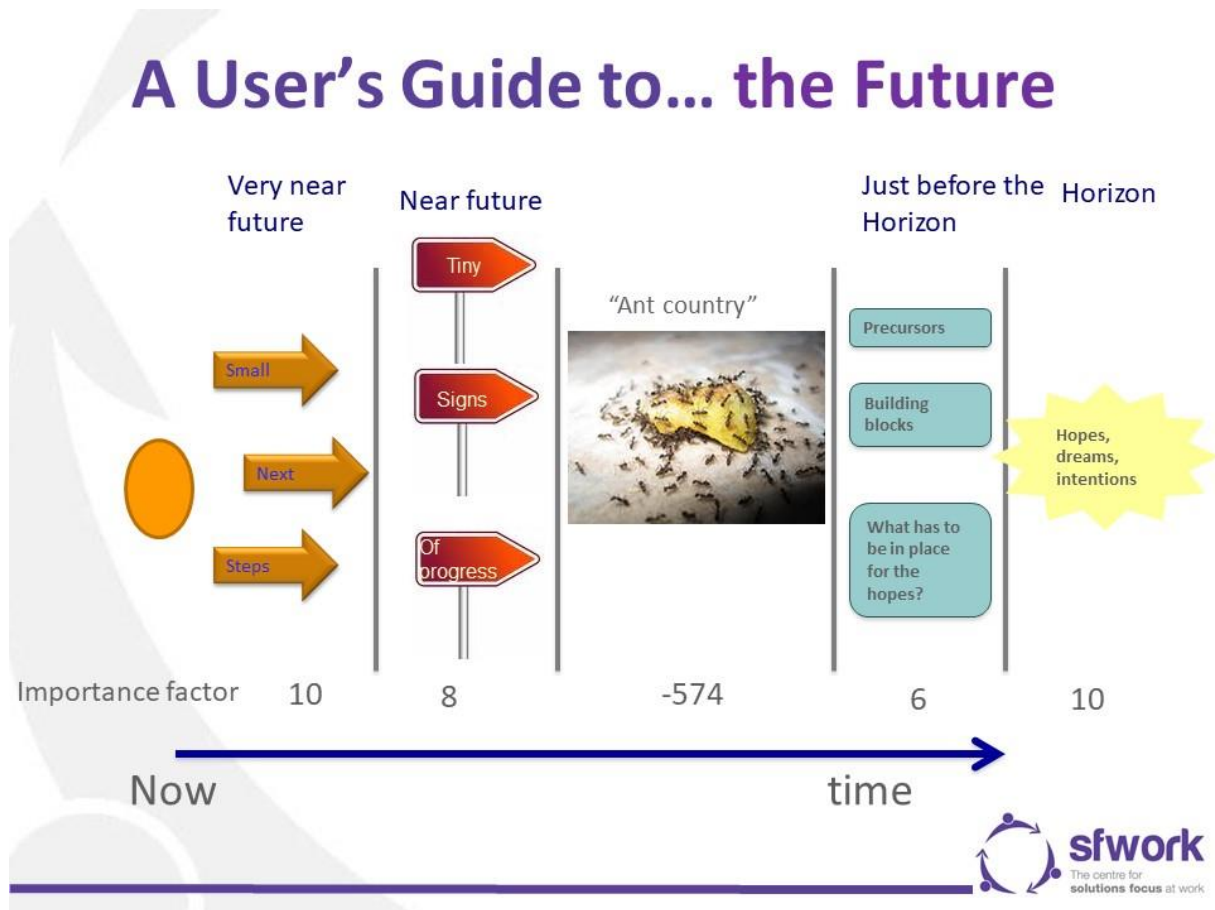 A User's Guide to... the Future
Very near
future
Near future
Just before the
Horizon
Horizon
Small
Next
Steps
Tiny
Signs
Of
progress
“Ant country”
Precursors
Building
blocks
What has to
be in place
for the
hopes?
Hopes,
dreams,
intentions
Importance factor 10 8 -574 6 10
Now time
sfwork
The centre for
solutions focus at work